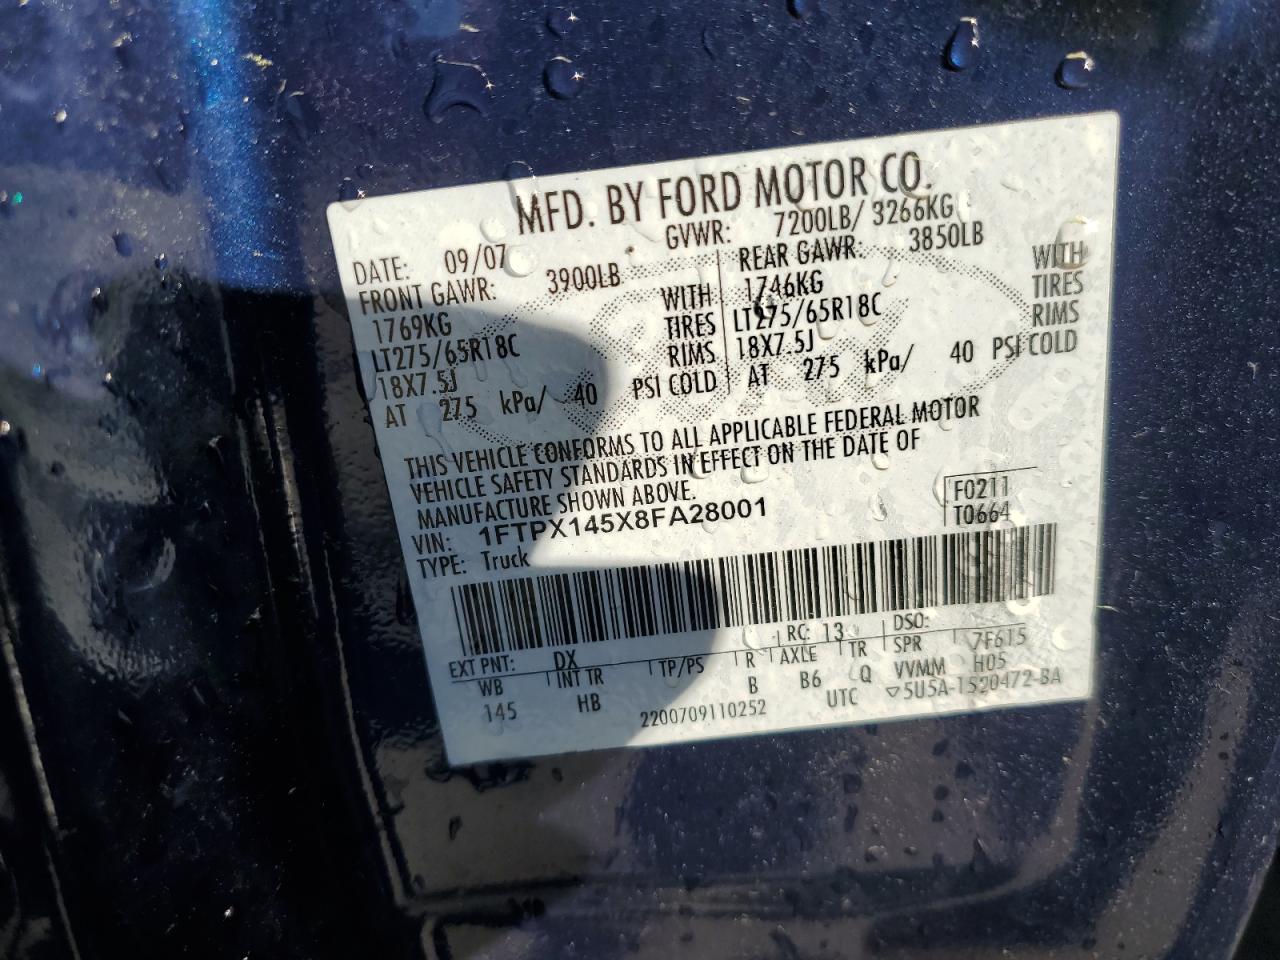 MFD. BY FORD MOTOR CO.
DATE: 09/07 GVWR: 7200LB/ 3266KG
FRONT GAWR: 3900LB REAR GAWR: 3850LB
1769KG WITH 1746KG WITH
LT275/65R18C TIRES LT275/65R18C TIRES
18X7.5J RIMS 18X7.5J RIMS
AT 275 kPa/ 40 PSI COLD AT 275 kPa/ 40 PSI COLD
THIS VEHICLE CONFORMS TO ALL APPLICABLE FEDERAL MOTOR
VEHICLE SAFETY STANDARDS IN EFFECT ON THE DATE OF
MANUFACTURE SHOWN ABOVE.
VIN: 1FTPX145X8FA28001 F0211
TYPE: Truck T0664
EXT PNT: DX RC: 13 DSO:
WB INT TR TP/PS R AXLE TR SPR 7F615
145 HB B B6 Q VVMM H05
2200709110252 UTC ▽5U5A-1520472-BA